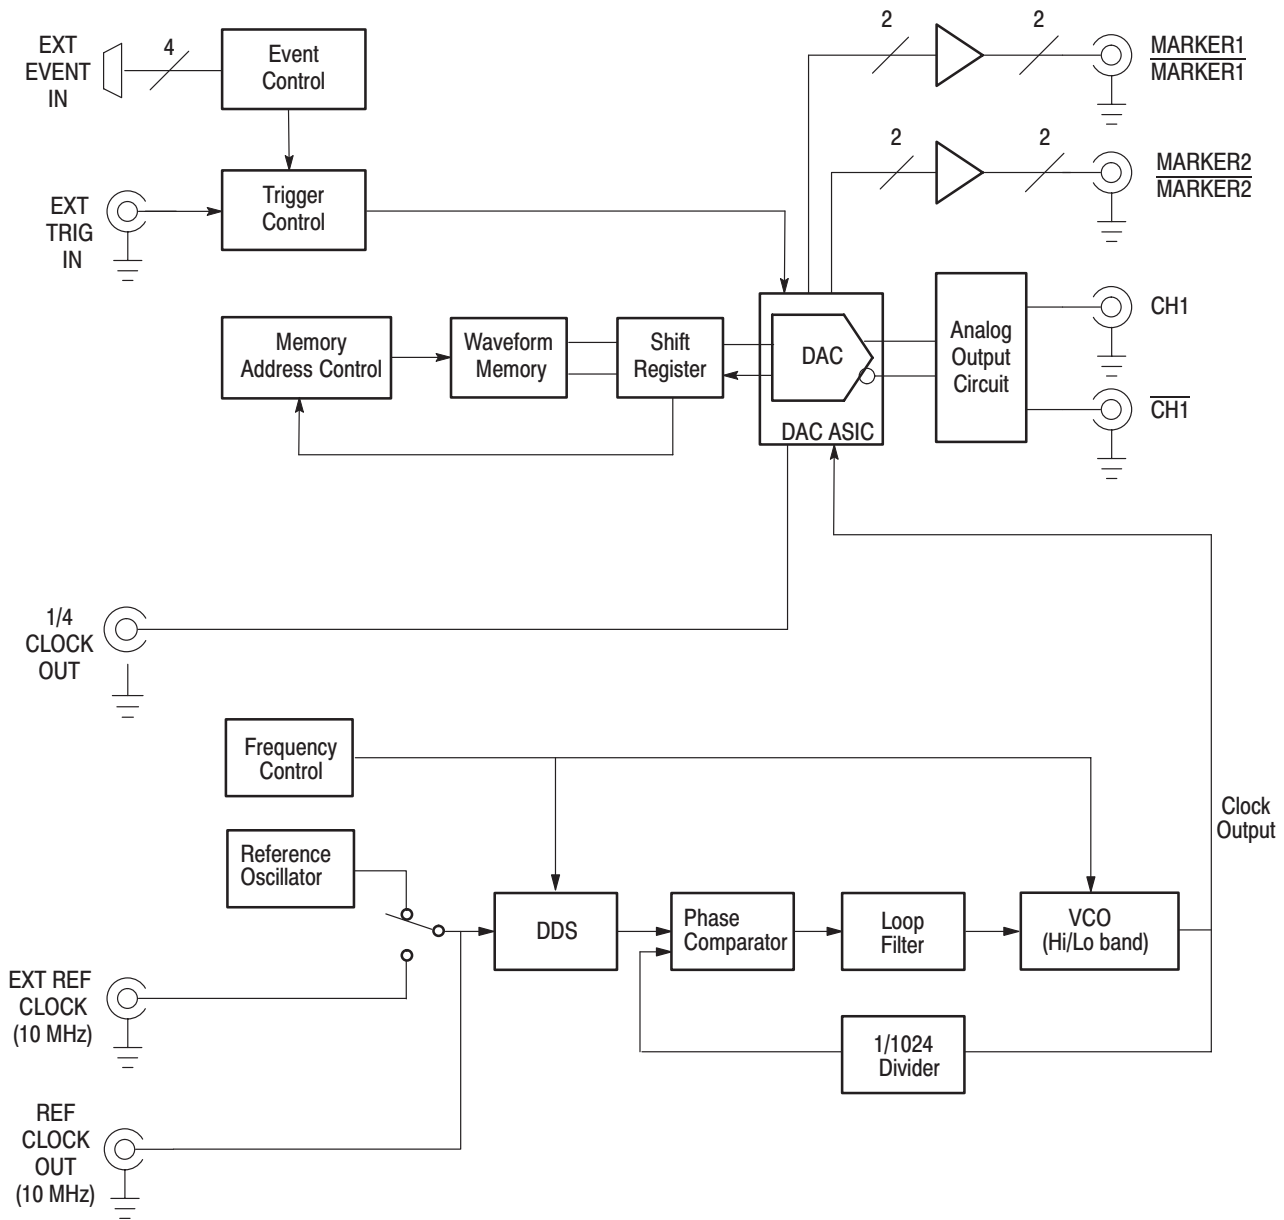 EXT
EVENT
IN
4
Event
Control
2
2
MARKER1
MARKER1
EXT
TRIG
IN
Trigger
Control
2
2
MARKER2
MARKER2
Memory
Address Control
Waveform
Memory
Shift
Register
DAC
DAC ASIC
Analog
Output
Circuit
CH1
CH1
1/4
CLOCK
OUT
Frequency
Control
Clock
Output
Reference
Oscillator
DDS
Phase
Comparator
Loop
Filter
VCO
(Hi/Lo band)
EXT REF
CLOCK
(10 MHz)
1/1024
Divider
REF
CLOCK
OUT
(10 MHz)